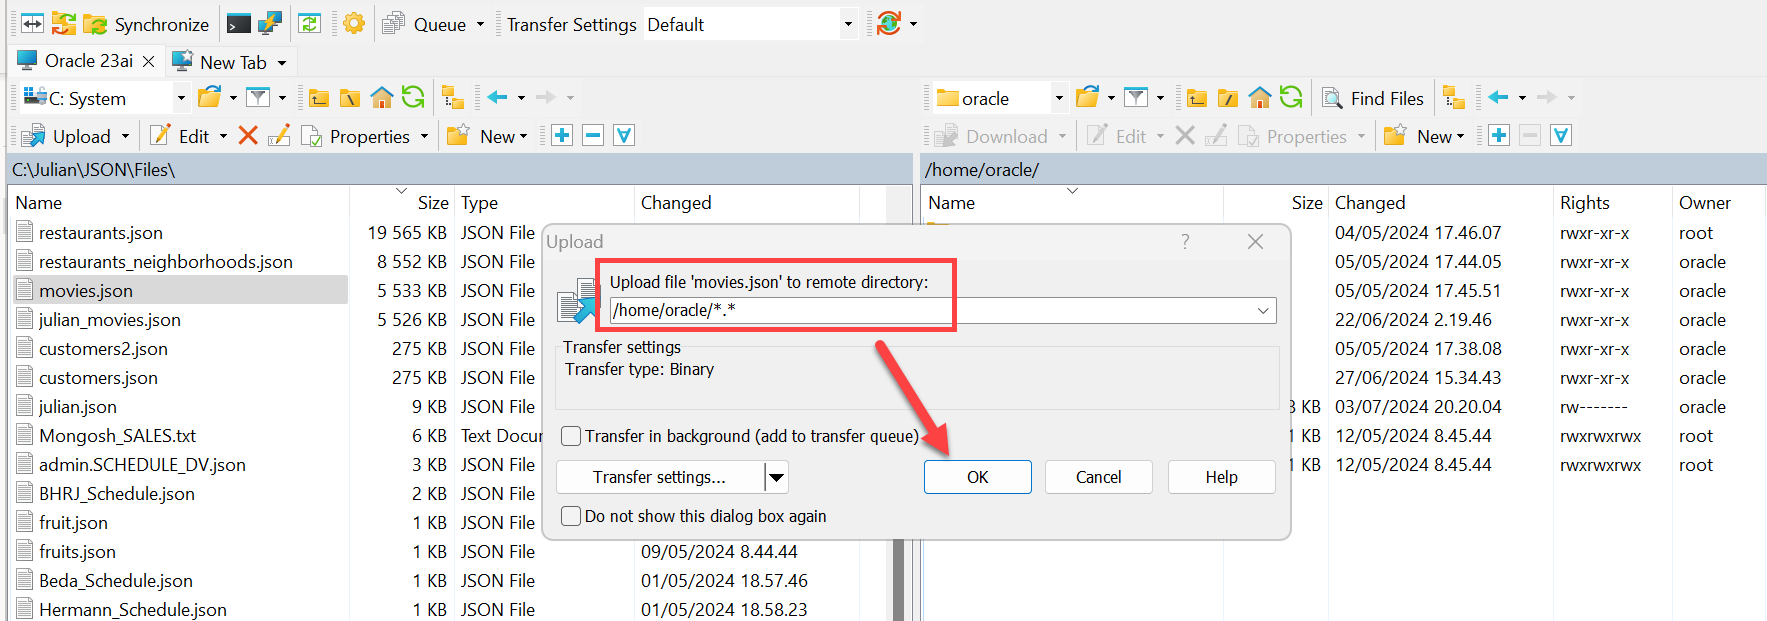 Synchronize Queue Transfer Settings Default
Oracle 23ai New Tab
C: System
Upload Edit Properties New
C:\Julian\JSON\Files\
Name Size Type Changed
restaurants.json 19 565 KB JSON File
restaurants_neighborhoods.json 8 552 KB JSON File
movies.json 5 533 KB JSON File
julian_movies.json 5 526 KB JSON File
customers2.json 275 KB JSON File
customers.json 275 KB JSON File
julian.json 9 KB JSON File
Mongosh_SALES.txt 6 KB Text Docu
admin.SCHEDULE_DV.json 3 KB JSON File
BHRJ_Schedule.json 2 KB JSON File
fruit.json 1 KB JSON File
fruits.json 1 KB JSON File 09/05/2024 8.44.44
Beda_Schedule.json 1 KB JSON File 01/05/2024 18.57.46
Hermann_Schedule.json 1 KB JSON File 01/05/2024 18.58.23
Upload ?
Upload file 'movies.json' to remote directory:
/home/oracle/*.*
Transfer settings
Transfer type: Binary
Transfer in background (add to transfer queue)
Transfer settings... OK Cancel Help
Do not show this dialog box again
oracle Find Files
Download Edit Properties New
/home/oracle/
Name Size Changed Rights Owner
04/05/2024 17.46.07 rwxr-xr-x root
05/05/2024 17.44.05 rwxr-xr-x oracle
05/05/2024 17.45.51 rwxr-xr-x oracle
22/06/2024 2.19.46 rwxr-xr-x oracle
05/05/2024 17.38.08 rwxr-xr-x oracle
27/06/2024 15.34.43 rwxr-xr-x oracle
KB 03/07/2024 20.20.04 rw------- oracle
1 KB 12/05/2024 8.45.44 rwxrwxrwx root
1 KB 12/05/2024 8.45.44 rwxrwxrwx root